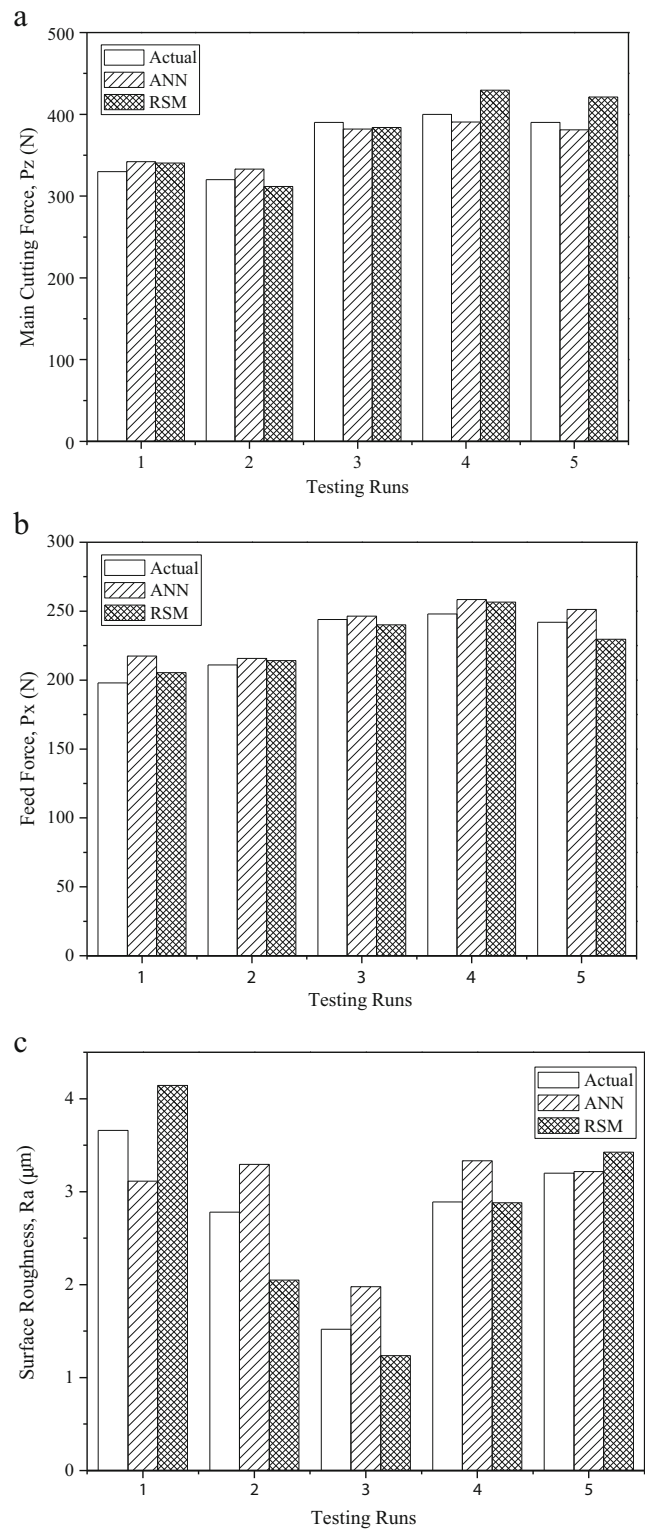 a
500
400
300
200
100
0
Main Cutting Force, Pz (N)
Actual
ANN
RSM
1 2 3 4 5
Testing Runs
b
300
250
200
150
100
50
0
Feed Force, Px (N)
Actual
ANN
RSM
1 2 3 4 5
Testing Runs
c
4
3
2
1
0
Surface Roughness, Ra (μm)
Actual
ANN
RSM
1 2 3 4 5
Testing Runs